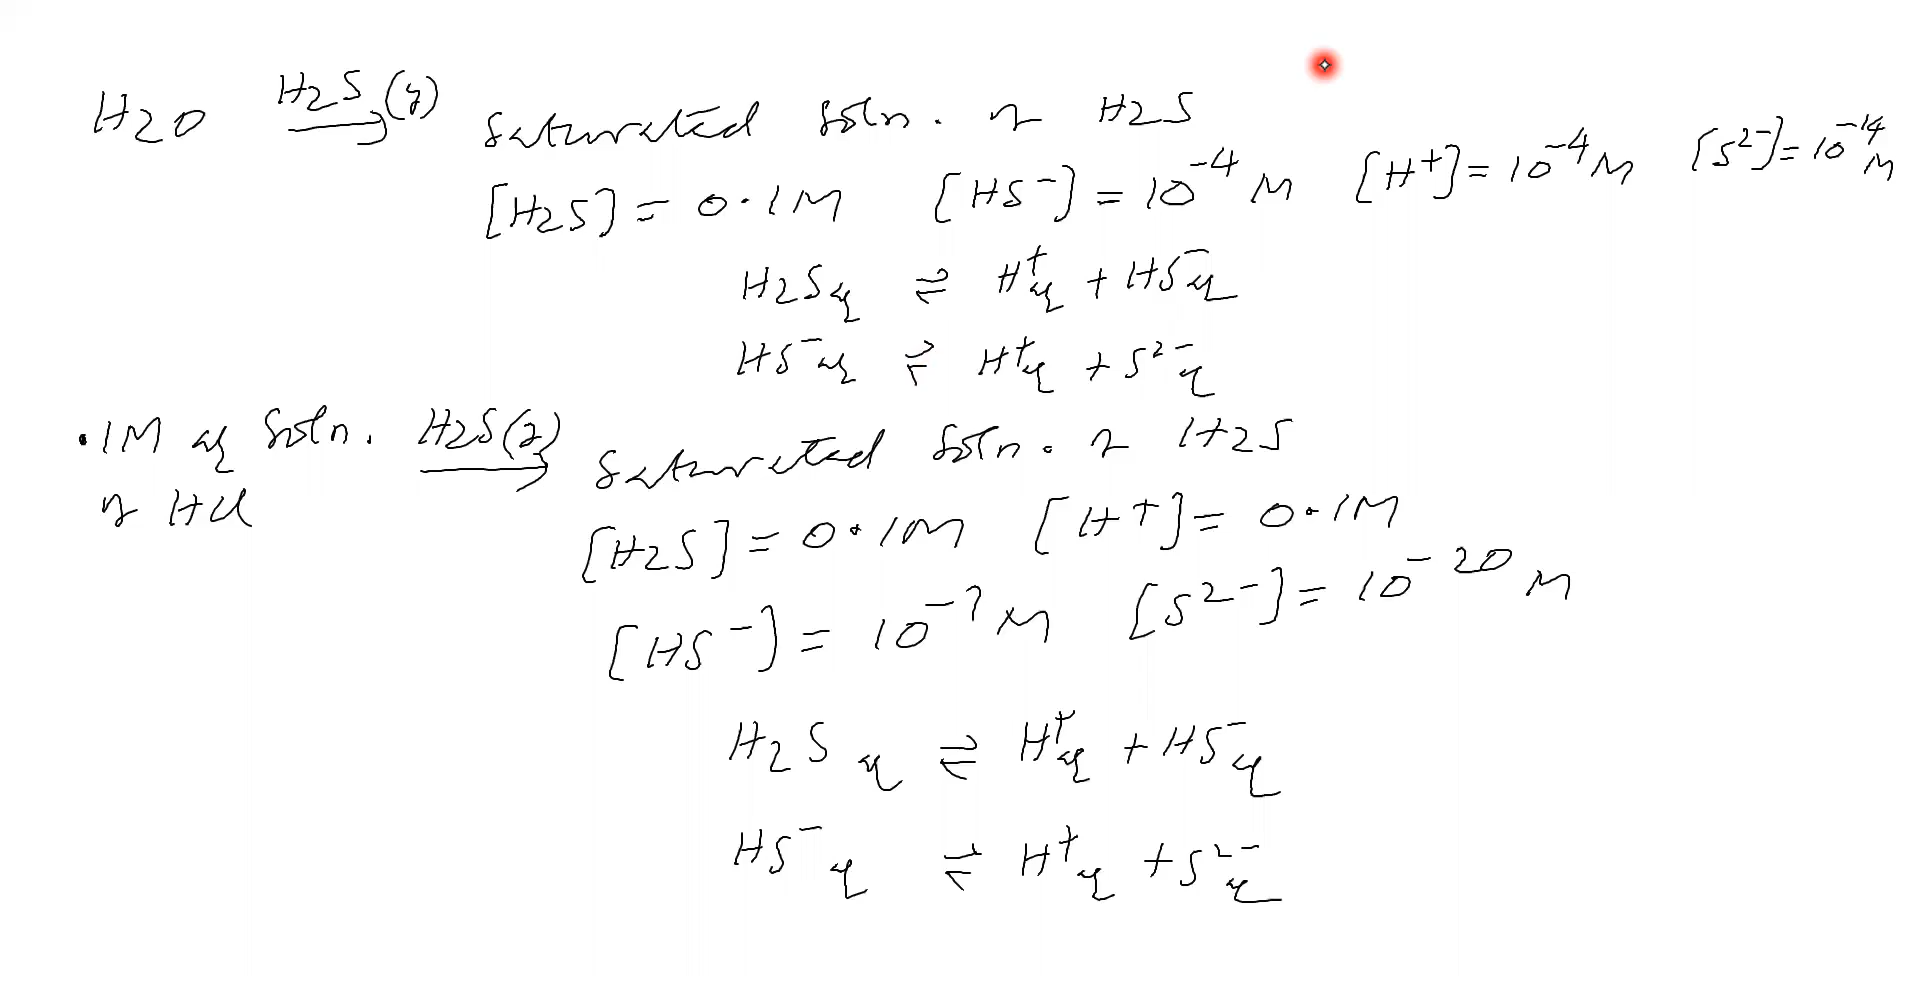 H2O H2S(g) → Saturated Soln. of H2S
[H2S] = 0.1M [HS⁻] = 10⁻⁴ M [H⁺] = 10⁻⁴ M [S²⁻] = 10⁻¹⁴ M
H2S aq ⇌ H⁺ aq + HS⁻ aq
HS⁻ aq ⇌ H⁺ aq + S²⁻ aq
.1M aq Soln. of HCl H2S(g) → Saturated Soln. of H2S
[H2S] = 0.1M [H⁺] = 0.1M
[HS⁻] = 10⁻⁷ M [S²⁻] = 10⁻²⁰ M
H2S aq ⇌ H⁺ aq + HS⁻ aq
HS⁻ aq ⇌ H⁺ aq + S²⁻ aq